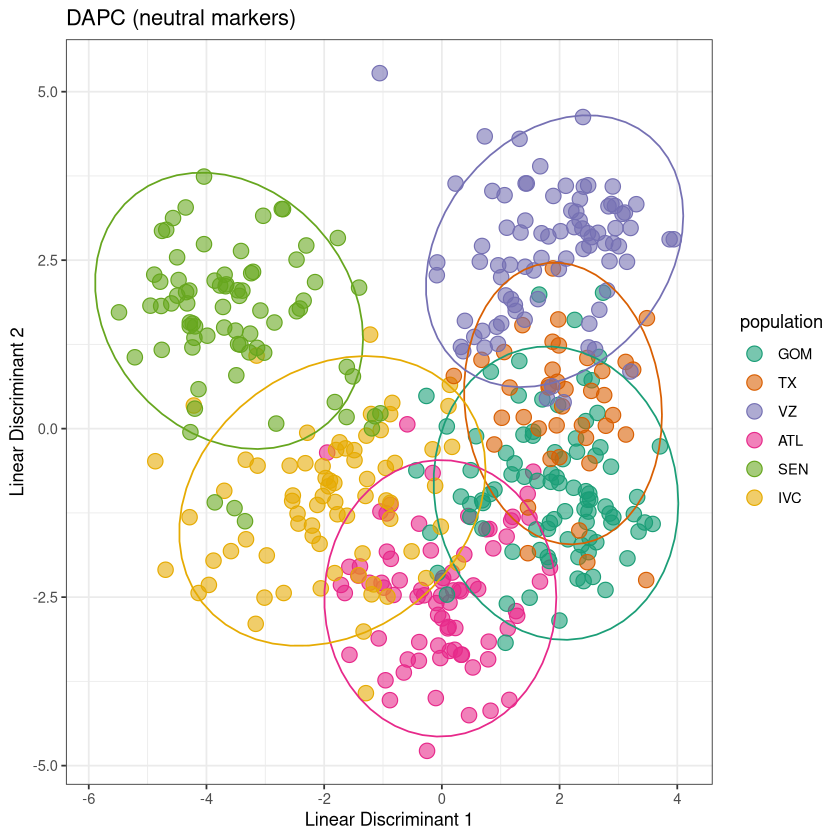 DAPC (neutral markers)
5.0
2.5
0.0
-2.5
-5.0
Linear Discriminant 2
-6 -4 -2 0 2 4
Linear Discriminant 1
population
GOM
TX
VZ
ATL
SEN
IVC